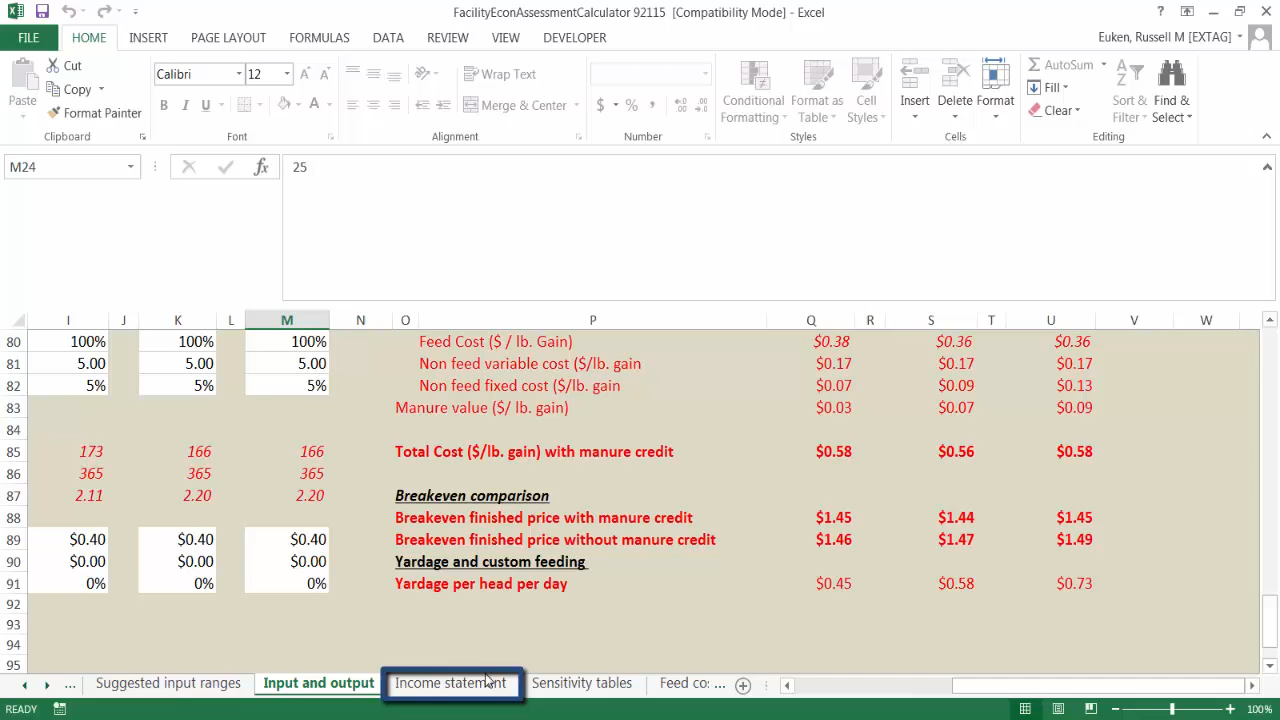 FacilityEconAssessmentCalculator 92115 [Compatibility Mode] - Excel
FILE HOME INSERT PAGE LAYOUT FORMULAS DATA REVIEW VIEW DEVELOPER Euken, Russell M [EXTAG]
Paste Cut Copy Format Painter
Calibri 12
B I U A
Wrap Text
Merge & Center
$ % ,
Conditional Formatting Format as Table Cell Styles
Insert Delete Format
AutoSum Fill Clear
Sort & Filter Find & Select
Clipboard Font Alignment Number Styles Cells Editing
M24 fx 25
I J K L M N O P Q R S T U V W
80 100% 100% 100% Feed Cost ($ / lb. Gain) $0.38 $0.36 $0.36
81 5.00 5.00 5.00 Non feed variable cost ($/lb. gain $0.17 $0.17 $0.17
82 5% 5% 5% Non feed fixed cost ($/lb. gain $0.07 $0.09 $0.13
83 Manure value ($/ lb. gain) $0.03 $0.07 $0.09
84
85 173 166 166 Total Cost ($/lb. gain) with manure credit $0.58 $0.56 $0.58
86 365 365 365
87 2.11 2.20 2.20 Breakeven comparison
88 Breakeven finished price with manure credit $1.45 $1.44 $1.45
89 $0.40 $0.40 $0.40 Breakeven finished price without manure credit $1.46 $1.47 $1.49
90 $0.00 $0.00 $0.00 Yardage and custom feeding
91 0% 0% 0% Yardage per head per day $0.45 $0.58 $0.73
92
93
94
95
... Suggested input ranges Input and output Income statement Sensitivity tables Feed co: ...
READY 100%